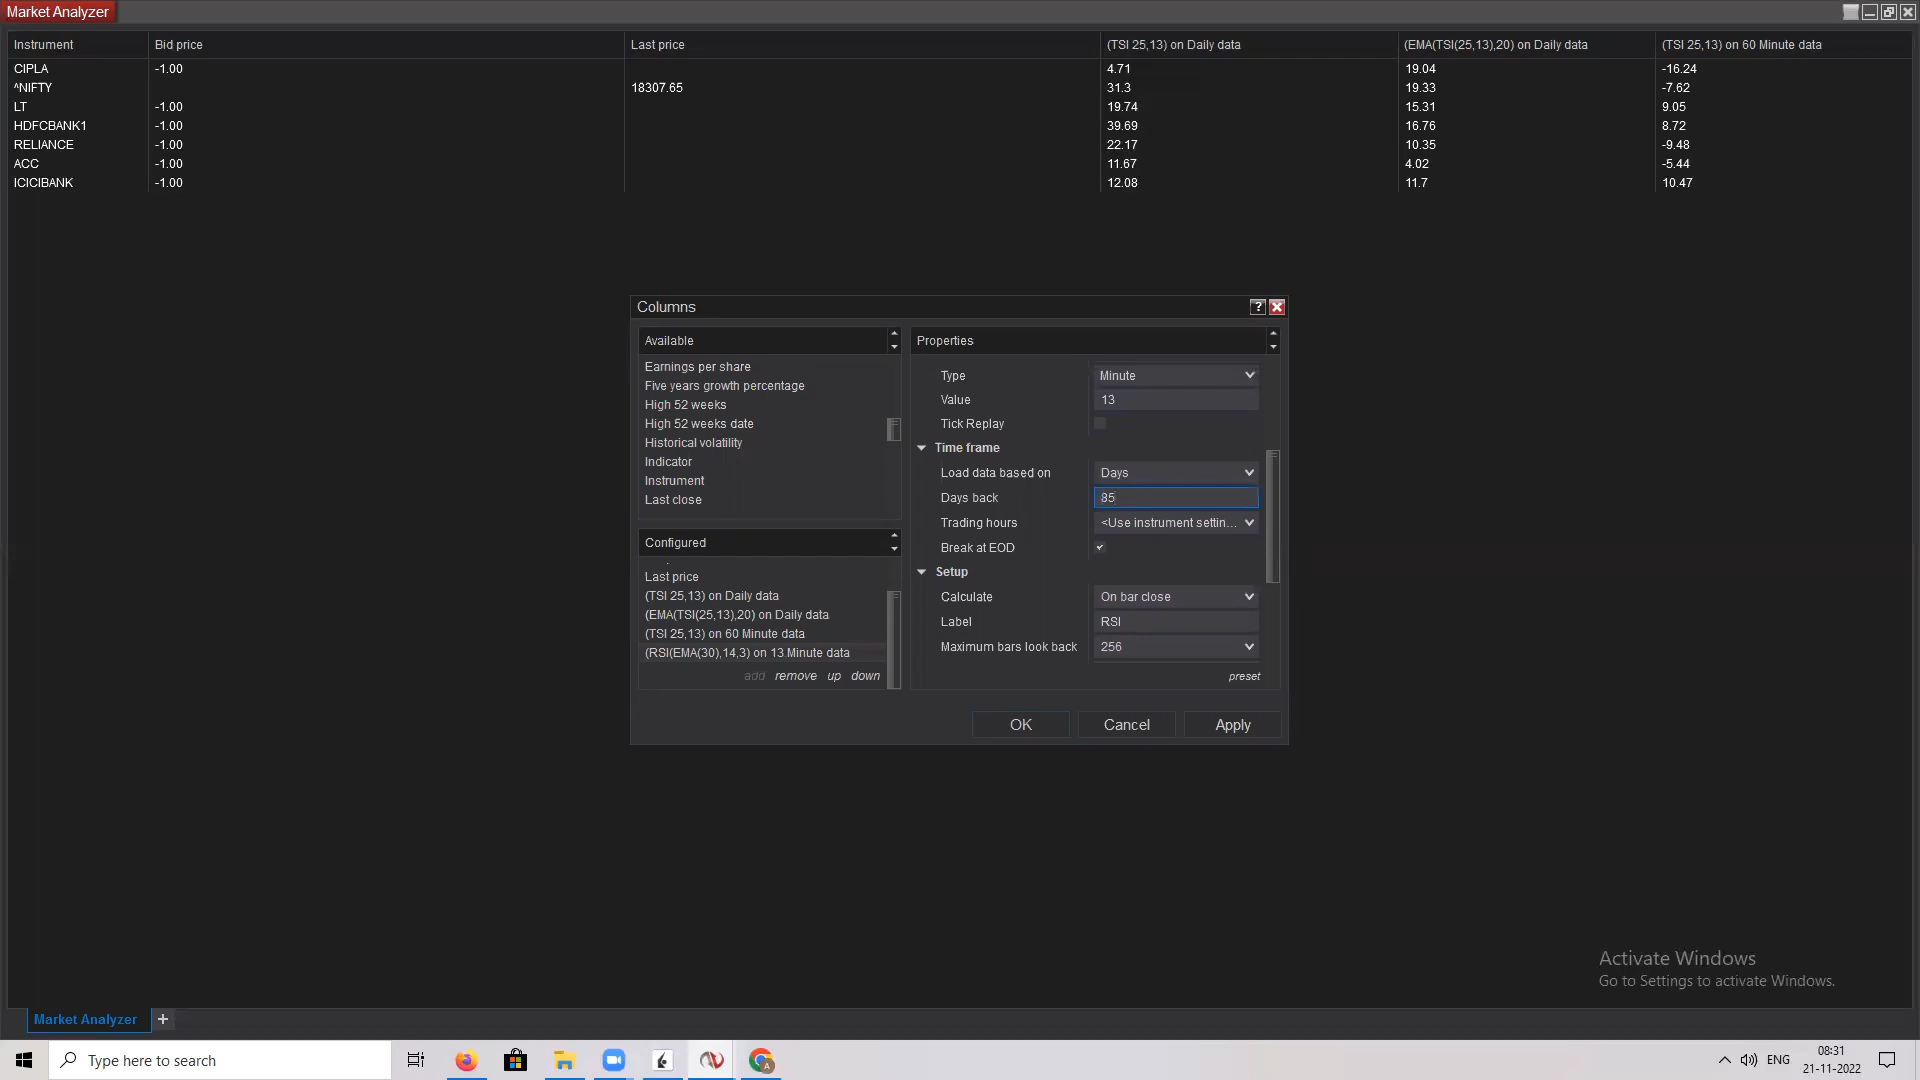 Market Analyzer
Instrument Bid price Last price (TSI 25,13) on Daily data (EMA(TSI(25,13),20) on Daily data (TSI 25,13) on 60 Minute data
CIPLA -1.00 4.71 19.04 -16.24
^NIFTY 18307.65 31.3 19.33 -7.62
LT -1.00 19.74 15.31 9.05
HDFCBANK1 -1.00 39.69 16.76 8.72
RELIANCE -1.00 22.17 10.35 -9.48
ACC -1.00 11.67 4.02 -5.44
ICICIBANK -1.00 12.08 11.7 10.47
Columns
?
Available
Earnings per share
Five years growth percentage
High 52 weeks
High 52 weeks date
Historical volatility
Indicator
Instrument
Last close
Configured
Last price
(TSI 25,13) on Daily data
(EMA(TSI(25,13),20) on Daily data
(TSI 25,13) on 60 Minute data
(RSI(EMA(30),14,3) on 13 Minute data
add remove up down
Properties
Type Minute
Value 13
Tick Replay
Time frame
Load data based on Days
Days back 85
Trading hours <Use instrument settin...
Break at EOD
Setup
Calculate On bar close
Label RSI
Maximum bars look back 256
preset
OK Cancel Apply
Activate Windows
Go to Settings to activate Windows.
Market Analyzer +
Type here to search
A
ENG
08:31
21-11-2022